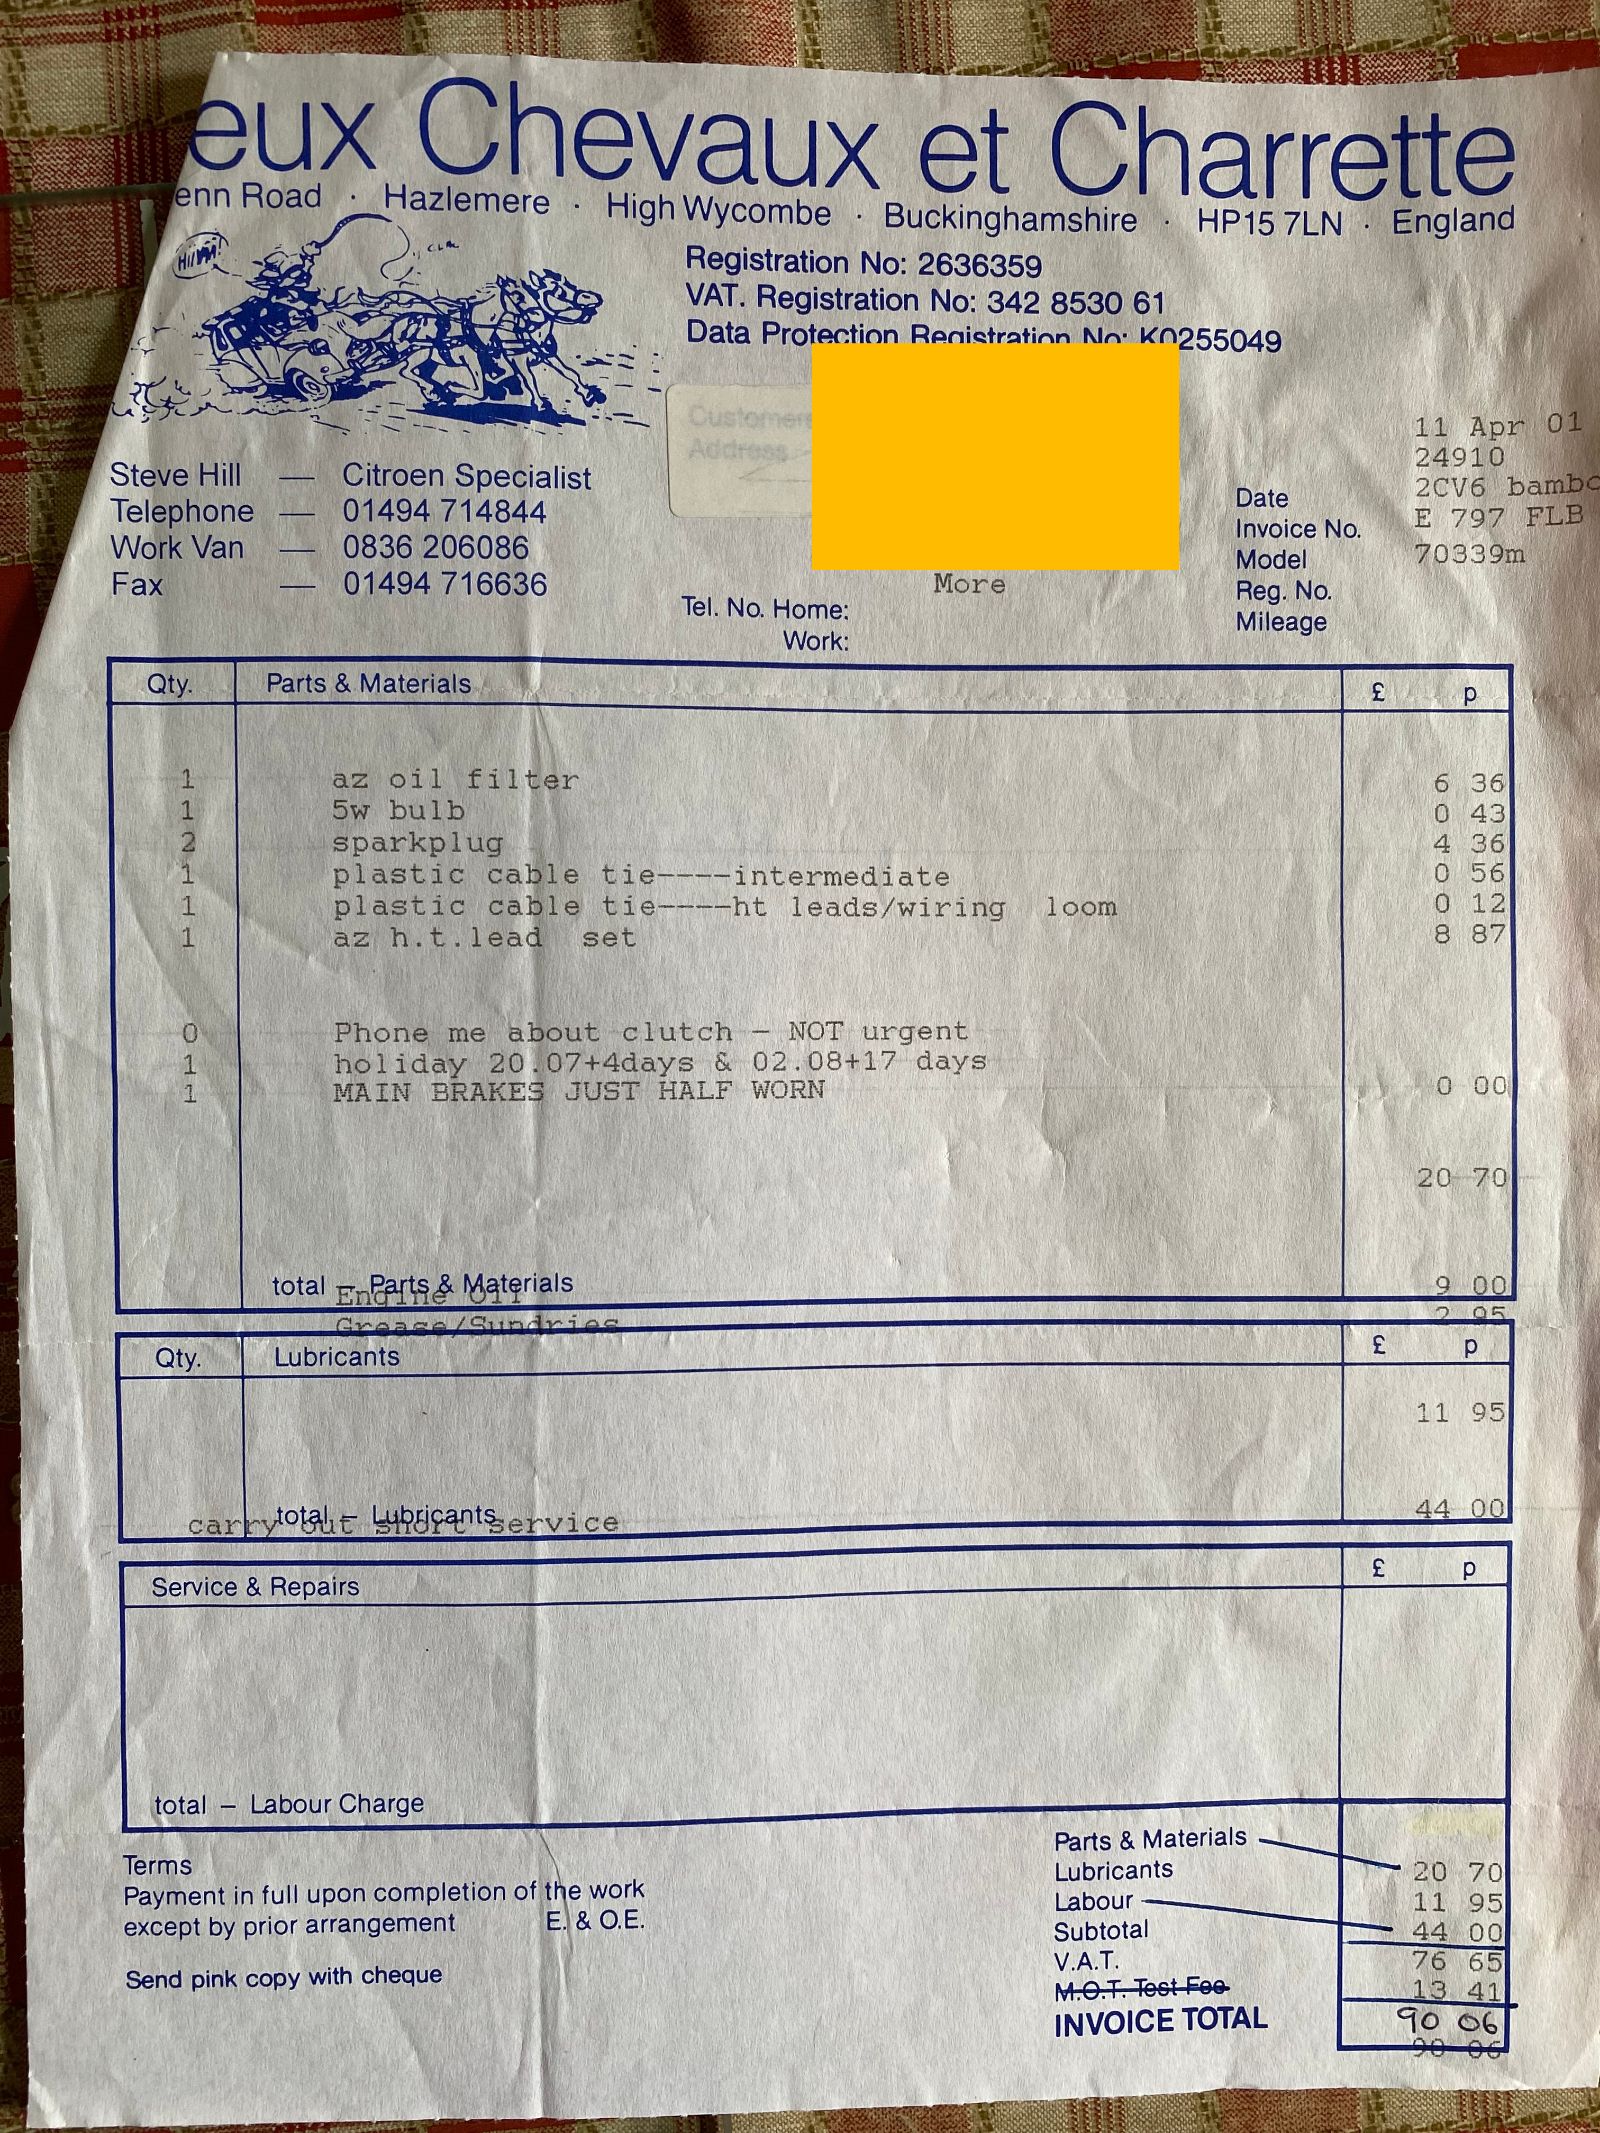 eux Chevaux et Charrette
enn Road · Hazlemere · High Wycombe · Buckinghamshire · HP15 7LN · England
Registration No: 2636359
VAT. Registration No: 342 8530 61
Data Protection Registration No: K0255049
Customers
Address
Steve Hill — Citroen Specialist
Telephone — 01494 714844
Work Van — 0836 206086
Fax — 01494 716636
More
Tel. No. Home:
Work:
11 Apr 01
24910
2CV6 bambo
E 797 FLB
70339m
Date
Invoice No.
Model
Reg. No.
Mileage
Qty. Parts & Materials £ p
1 az oil filter 6 36
1 5w bulb 0 43
2 sparkplug 4 36
1 plastic cable tie----intermediate 0 56
1 plastic cable tie----ht leads/wiring loom 0 12
1 az h.t.lead set 8 87
0 Phone me about clutch - NOT urgent
1 holiday 20.07+4days & 02.08+17 days
1 MAIN BRAKES JUST HALF WORN 0 00
20 70
total – Parts & Materials
Engine Oil 9 00
Grease/Sundries 2 95
Qty. Lubricants £ p
11 95
total – Lubricants
carry out short service 44 00
Service & Repairs £ p
total – Labour Charge
Terms
Payment in full upon completion of the work
except by prior arrangement E. & O.E.
Send pink copy with cheque
Parts & Materials
Lubricants 20 70
Labour 11 95
Subtotal 44 00
V.A.T. 76 65
M.O.T. Test Fee 13 41
INVOICE TOTAL 90 06
90 06